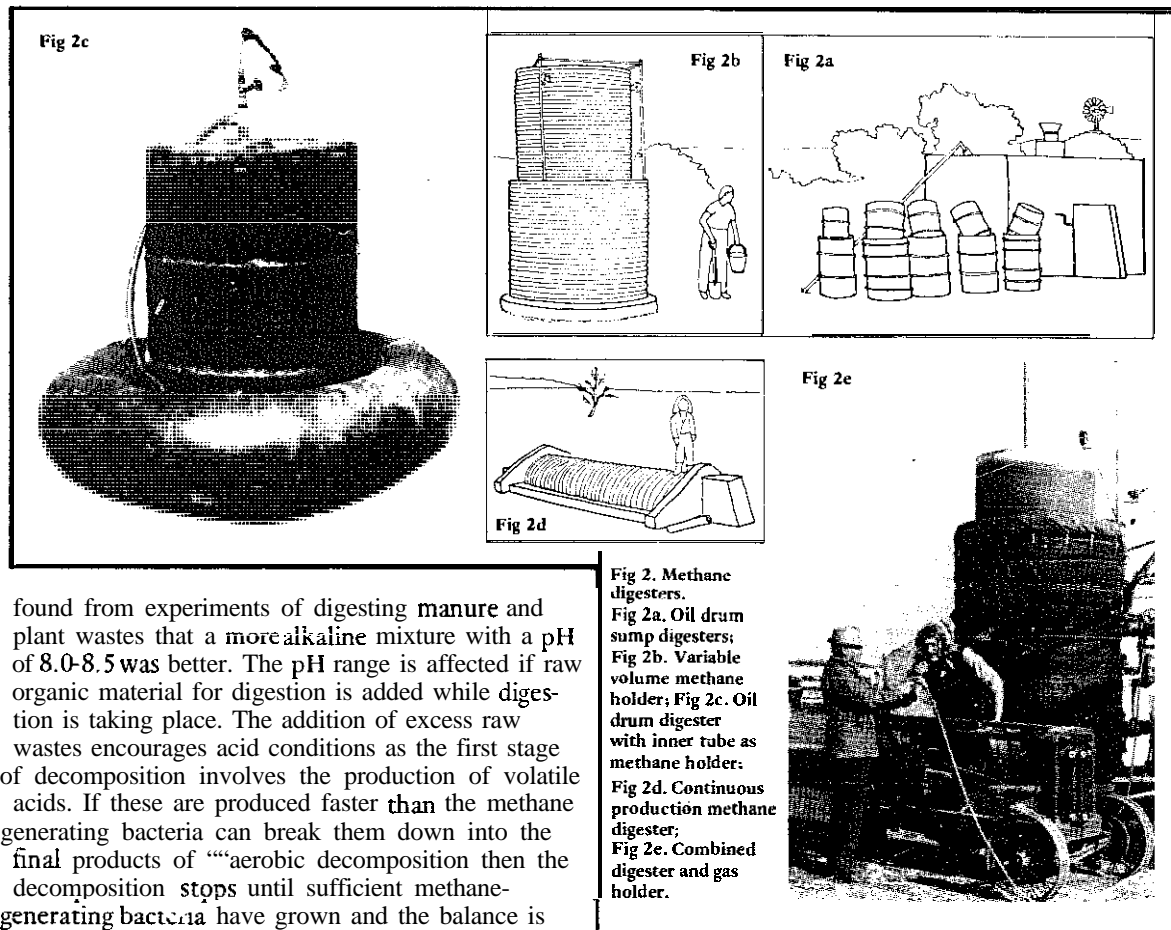 Fig 2c
Fig 2b
Fig 2a
Fig 2d
Fig 2e
found from experiments of digesting manure and
plant wastes that a more alkaline mixture with a pH
of 8.0-8.5 was better. The pH range is affected if raw
organic material for digestion is added while diges-
tion is taking place. The addition of excess raw
wastes encourages acid conditions as the first stage
of decomposition involves the production of volatile
acids. If these are produced faster than the methane
generating bacteria can break them down into the
final products of ““aerobic decomposition then the
decomposition stops until sufficient methane-
generating bacteria have grown and the balance is
Fig 2. Methane
digesters.
Fig 2a. Oil drum
sump digesters;
Fig 2b. Variable
volume methane
holder; Fig 2c. Oil
drum digester
with inner tube as
methane holder:
Fig 2d. Continuous
production methane
digester;
Fig 2e. Combined
digester and gas
holder.